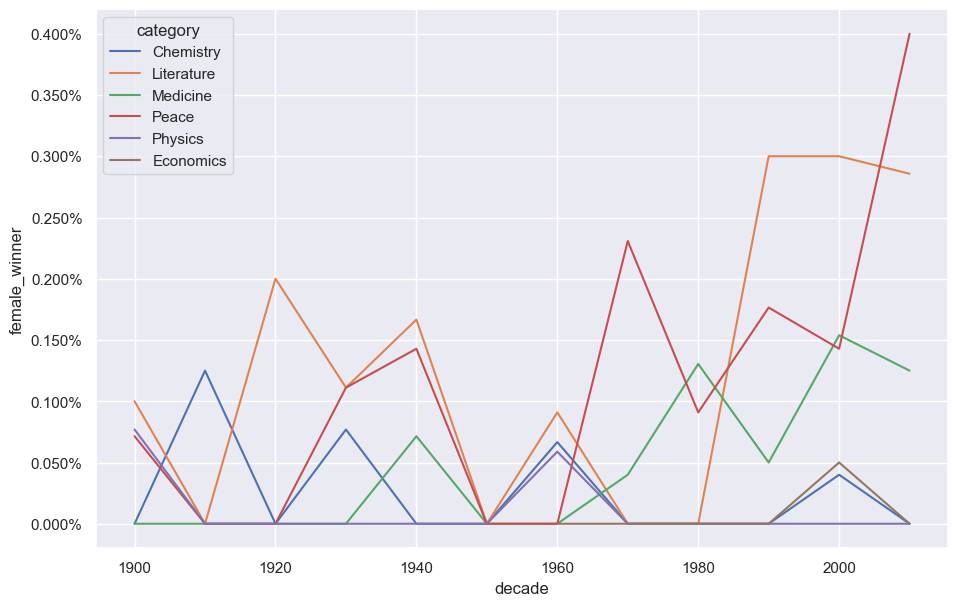 category
Chemistry
Literature
Medicine
Peace
Physics
Economics
0.400%
0.350%
0.300%
0.250%
0.200%
0.150%
0.100%
0.050%
0.000%
female_winner
1900 1920 1940 1960 1980 2000
decade